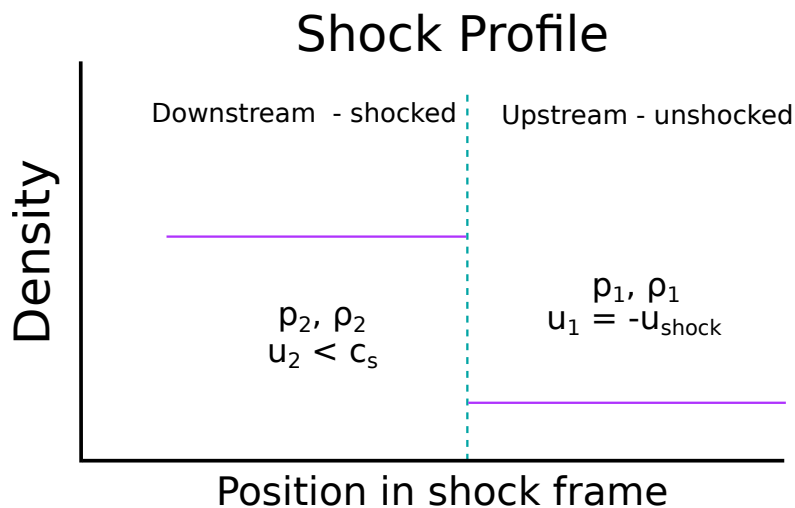 Shock Profile
Downstream - shocked
Upstream - unshocked
Density
p₂, ρ₂
u₂ < cₛ
p₁, ρ₁
u₁ = -u_shock
Position in shock frame